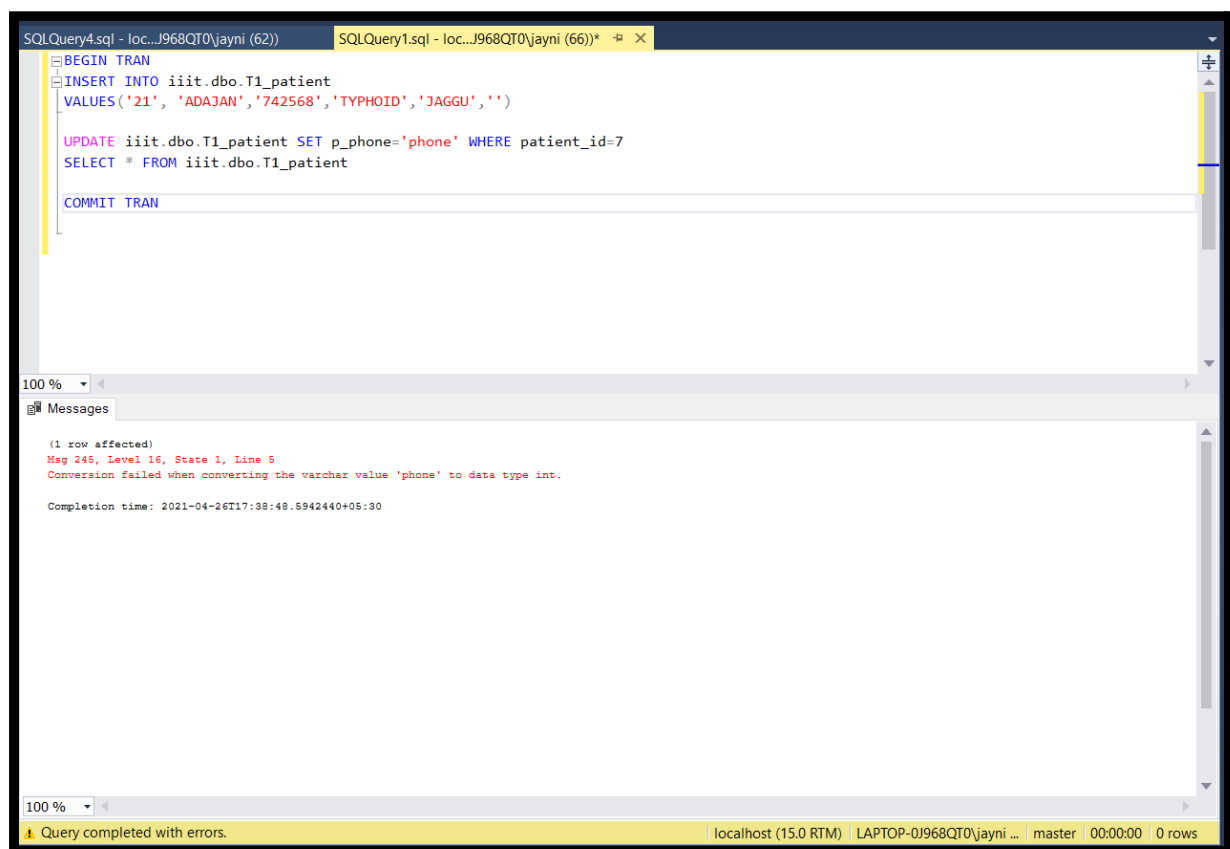 SQLQuery4.sql - loc...J968QT0\jayni (62)) SQLQuery1.sql - loc...J968QT0\jayni (66))*
BEGIN TRAN
INSERT INTO iiit.dbo.T1_patient
VALUES('21', 'ADAJAN','742568','TYPHOID','JAGGU','')
UPDATE iiit.dbo.T1_patient SET p_phone='phone' WHERE patient_id=7
SELECT * FROM iiit.dbo.T1_patient
COMMIT TRAN
100 %
Messages
(1 row affected)
Msg 245, Level 16, State 1, Line 5
Conversion failed when converting the varchar value 'phone' to data type int.
Completion time: 2021-04-26T17:38:48.5942440+05:30
100 %
Query completed with errors. localhost (15.0 RTM) LAPTOP-0J968QT0\jayni ... master 00:00:00 0 rows